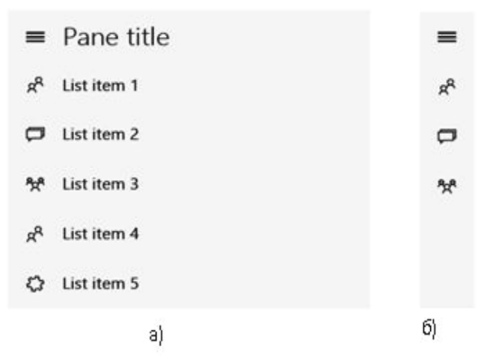 Pane title
List item 1
List item 2
List item 3
List item 4
List item 5
а)
б)